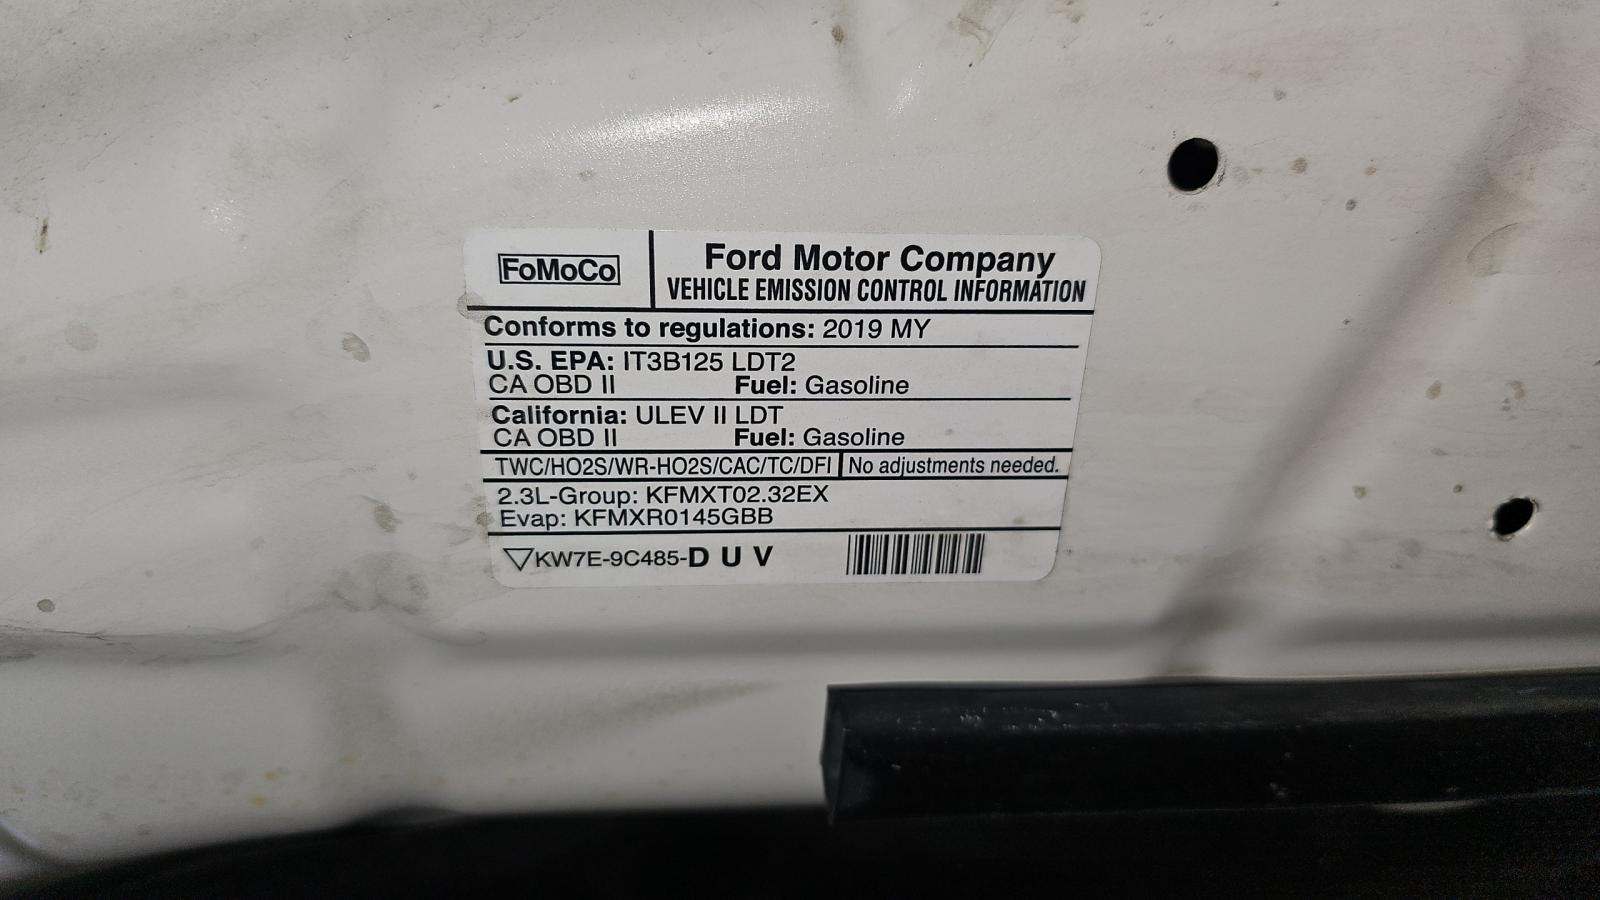 FoMoCo
Ford Motor Company
VEHICLE EMISSION CONTROL INFORMATION
Conforms to regulations: 2019 MY
U.S. EPA: IT3B125 LDT2
CA OBD II Fuel: Gasoline
California: ULEV II LDT
CA OBD II Fuel: Gasoline
TWC/HO2S/WR-HO2S/CAC/TC/DFI No adjustments needed.
2.3L-Group: KFMXT02.32EX
Evap: KFMXR0145GBB
KW7E-9C485-D U V